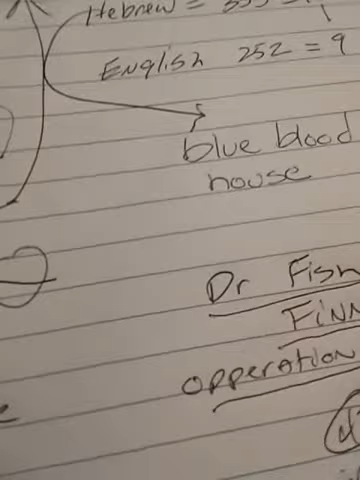 Hebrew = 
English 252 = 9
blue blood
house
Dr Fish
FINN
opperation